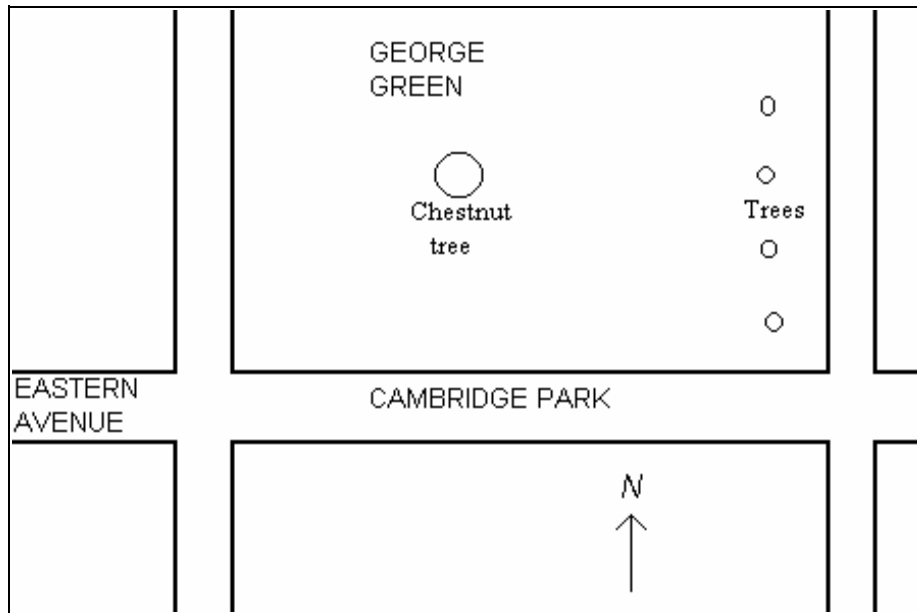 GEORGE
GREEN
Chestnut
tree
Trees
EASTERN
AVENUE
CAMBRIDGE PARK
N